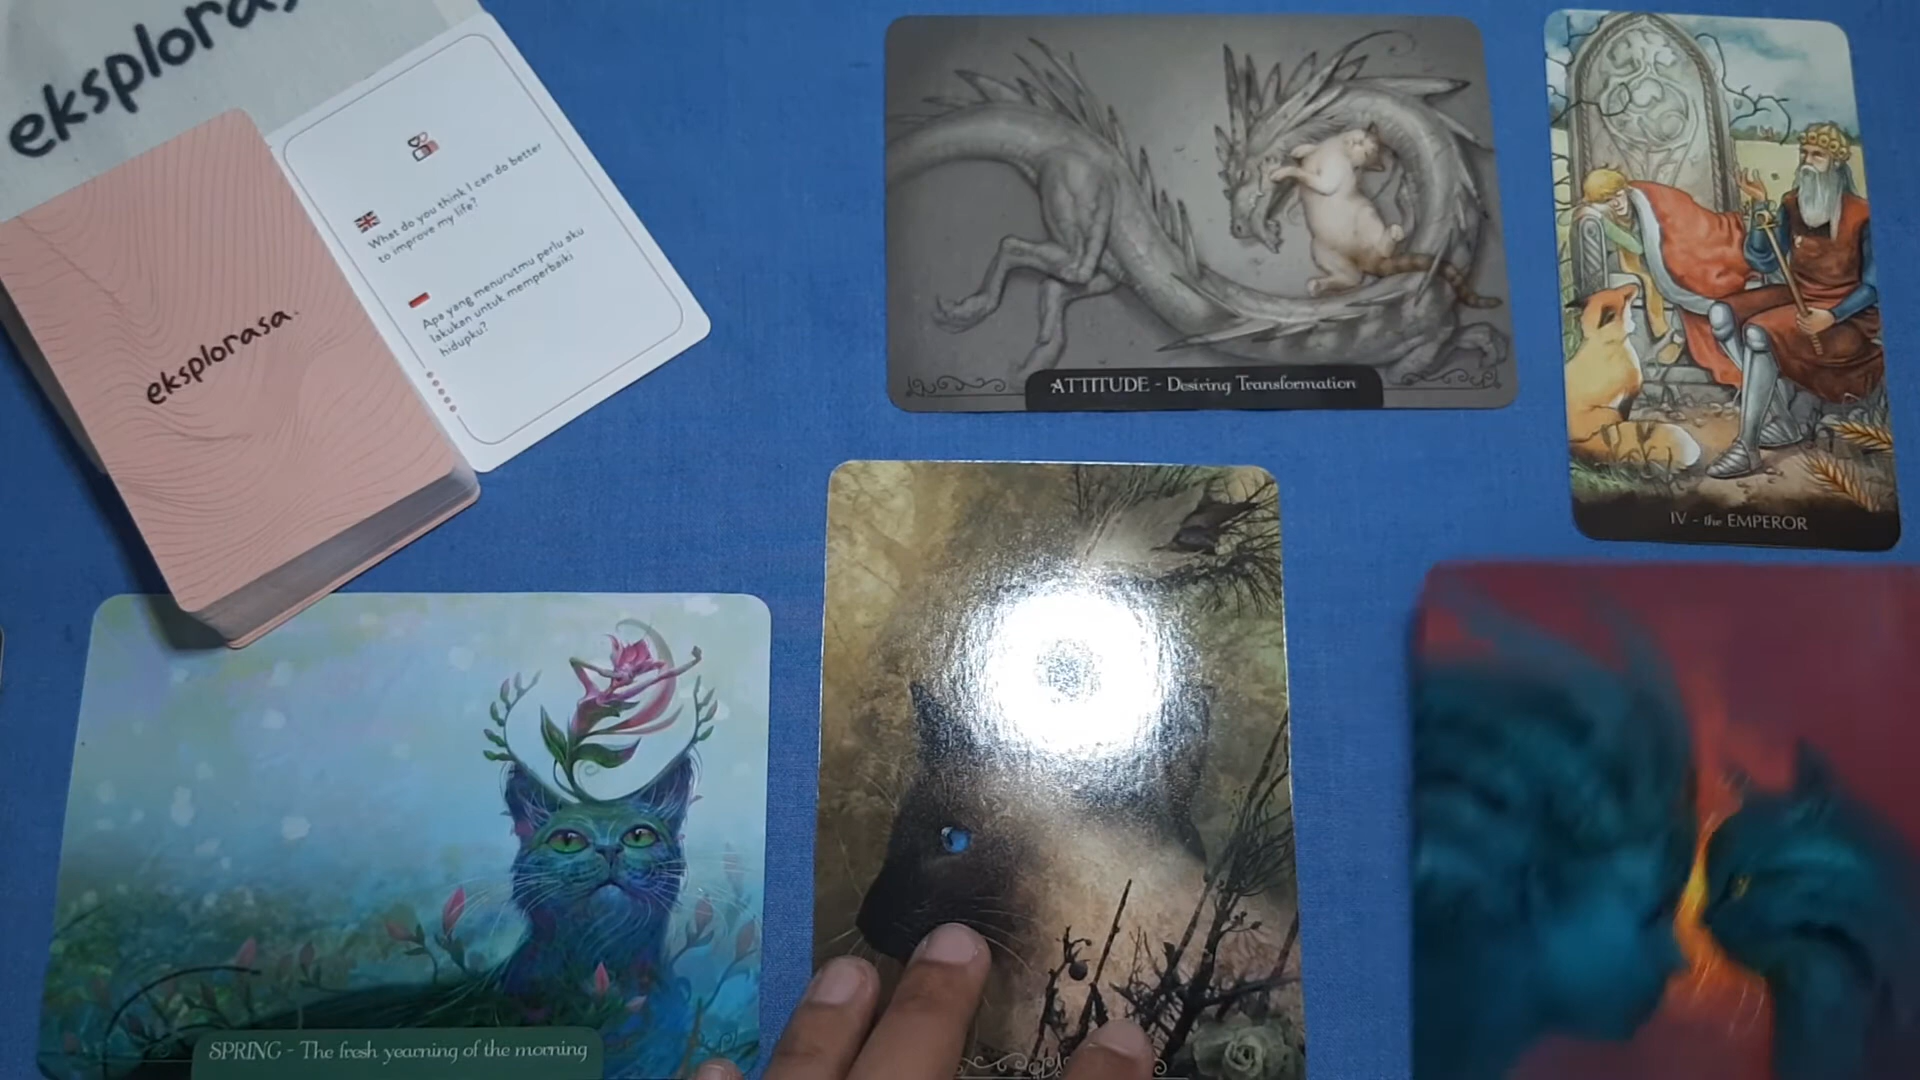 eksploras
eksplorasa.
What do you think I can do better
to improve my life?
Apa yang menurutmu perlu aku
lakukan untuk memperbaiki
hidupku?
ATTITUDE - Desiring Transformation
IV - the EMPEROR
SPRING - The fresh yearning of the morning